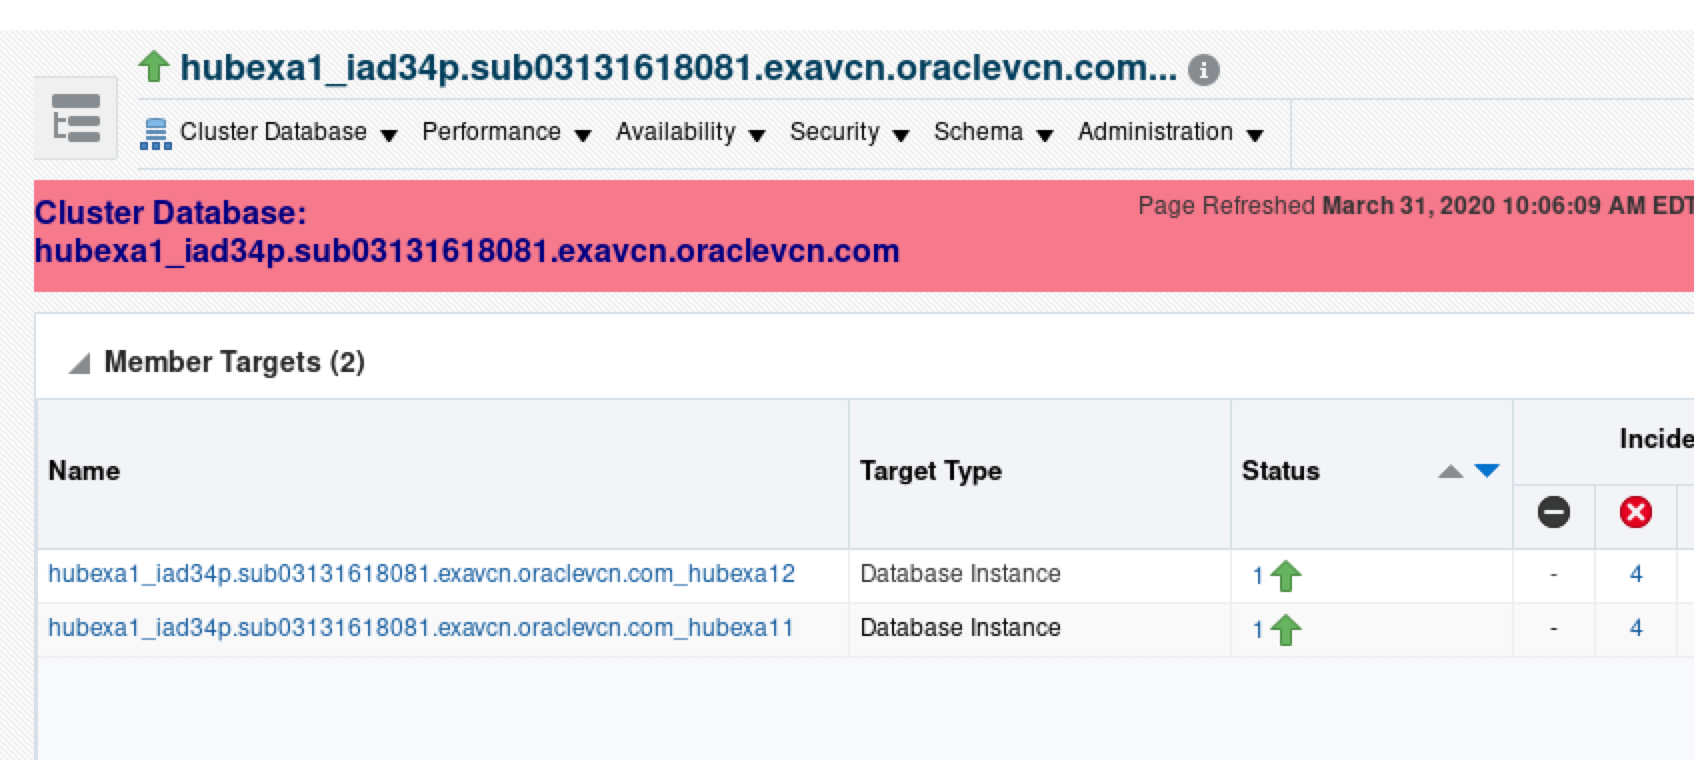 hubexa1_iad34p.sub03131618081.exavcn.oraclevcn.com...
Cluster Database Performance Availability Security Schema Administration
Page Refreshed March 31, 2020 10:06:09 AM EDT
Cluster Database:
hubexa1_iad34p.sub03131618081.exavcn.oraclevcn.com
Member Targets (2)
Incide
Name Target Type Status
hubexa1_iad34p.sub03131618081.exavcn.oraclevcn.com_hubexa12 Database Instance 1 - 4
hubexa1_iad34p.sub03131618081.exavcn.oraclevcn.com_hubexa11 Database Instance 1 - 4